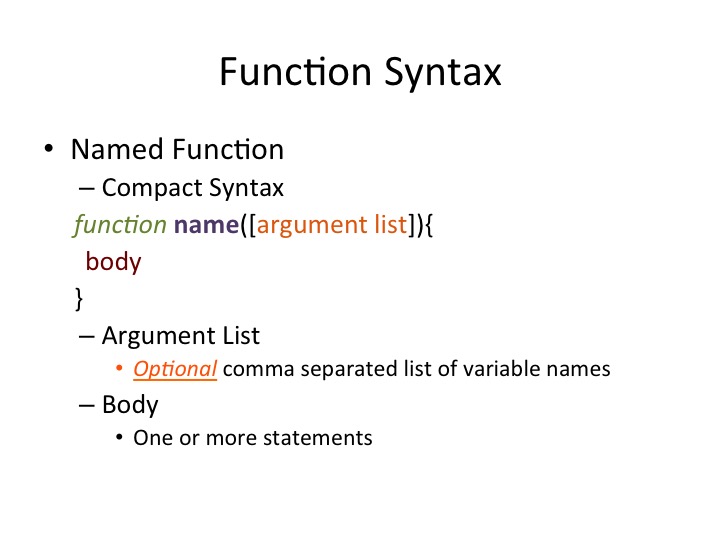 Function Syntax
• Named Function
– Compact Syntax
function name([argument list]){
body
}
– Argument List
• Optional comma separated list of variable names
– Body
• One or more statements